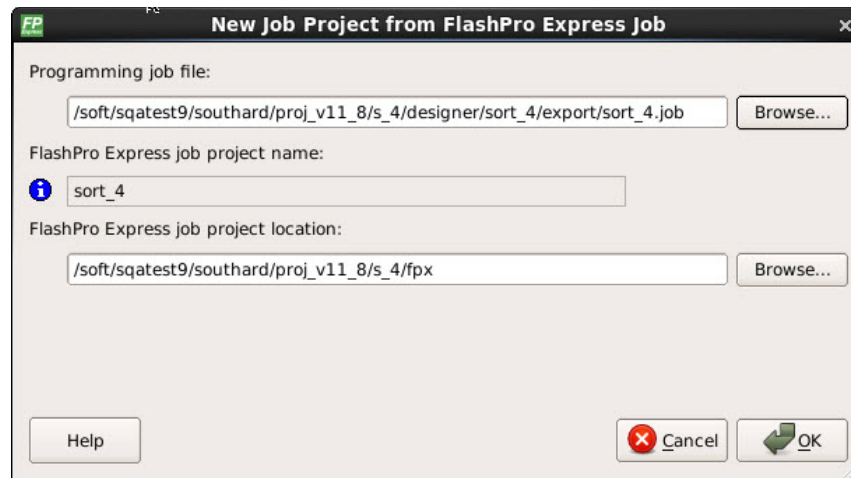 FP
Express
New Job Project from FlashPro Express Job
Programming job file:
/soft/sqatest9/southard/proj_v11_8/s_4/designer/sort_4/export/sort_4.job Browse...
FlashPro Express job project name:
sort_4
FlashPro Express job project location:
/soft/sqatest9/southard/proj_v11_8/s_4/fpx Browse...
Help Cancel OK